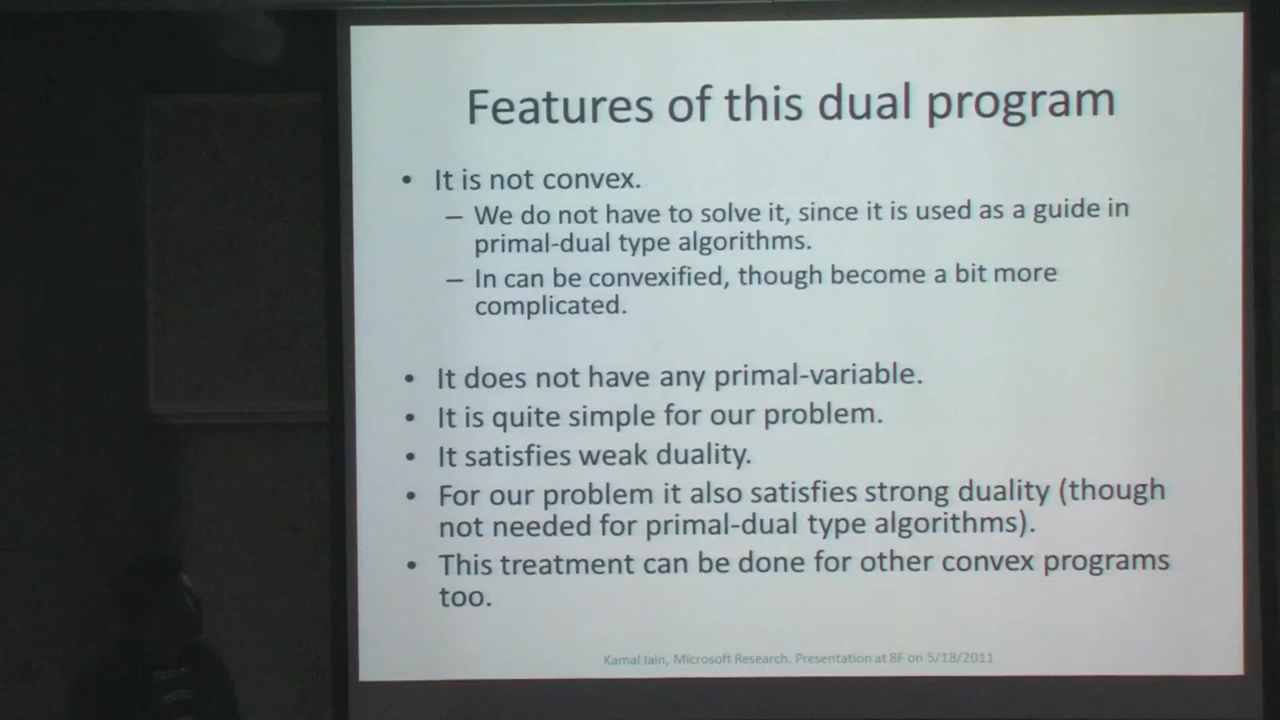 Features of this dual program
• It is not convex.
– We do not have to solve it, since it is used as a guide in
primal-dual type algorithms.
– In can be convexified, though become a bit more
complicated.
• It does not have any primal-variable.
• It is quite simple for our problem.
• It satisfies weak duality.
• For our problem it also satisfies strong duality (though
not needed for primal-dual type algorithms).
• This treatment can be done for other convex programs
too.
Kamal Jain, Microsoft Research. Presentation at 8F on 5/18/2011